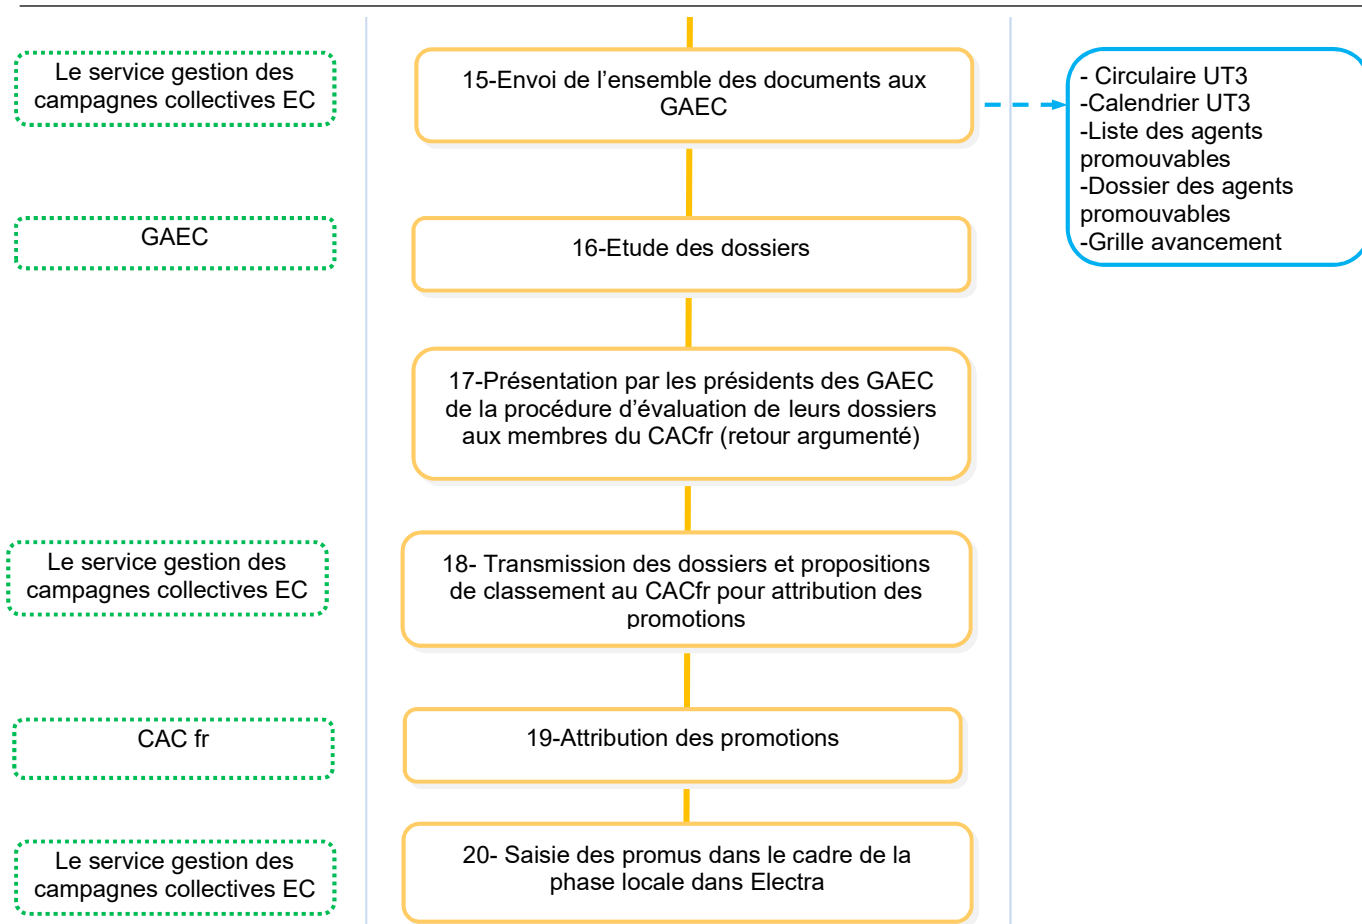 Le service gestion des
campagnes collectives EC
15-Envoi de l’ensemble des documents aux
GAEC
- Circulaire UT3
-Calendrier UT3
-Liste des agents
promouvables
-Dossier des agents
promouvables
-Grille avancement
GAEC
16-Etude des dossiers
17-Présentation par les présidents des GAEC
de la procédure d’évaluation de leurs dossiers
aux membres du CACfr (retour argumenté)
Le service gestion des
campagnes collectives EC
18- Transmission des dossiers et propositions
de classement au CACfr pour attribution des
promotions
CAC fr
19-Attribution des promotions
Le service gestion des
campagnes collectives EC
20- Saisie des promus dans le cadre de la
phase locale dans Electra